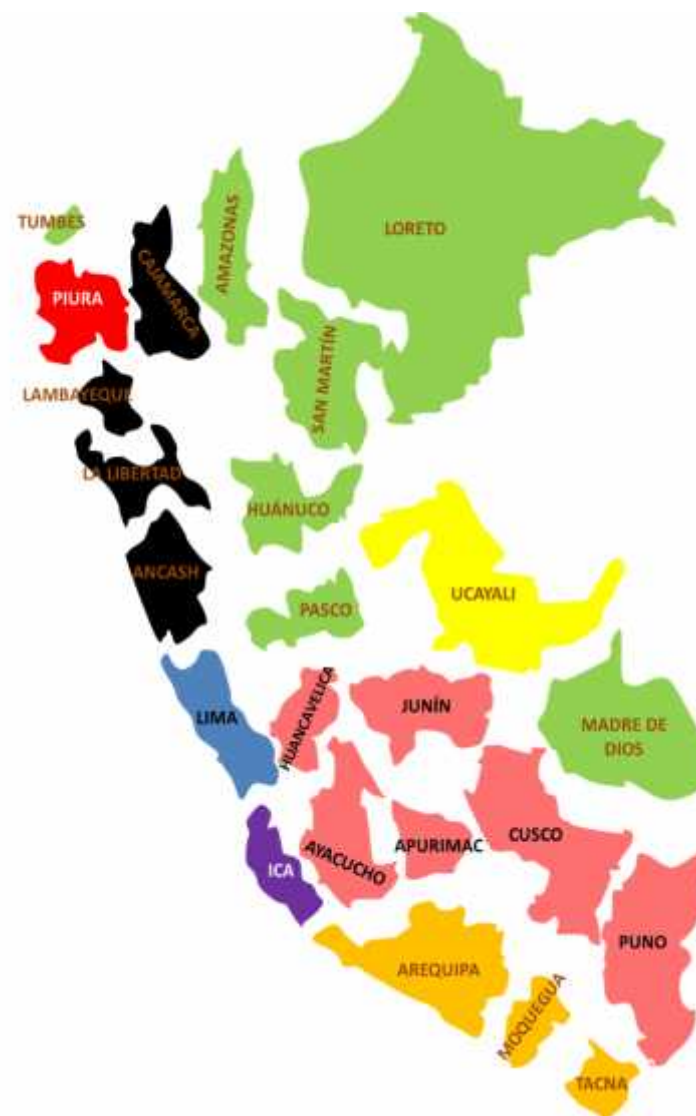 LORETO
AMAZONAS
TUMBES
CAJAMARCA
PIURA
SAN MARTÍN
LAMBAYEQUE
LA LIBERTAD
HUÁNUCO
ANCASH
UCAYALI
PASCO
LIMA
HUANCAVELICA
JUNÍN
MADRE DE
DIOS
CUSCO
APURIMAC
AYACUCHO
ICA
PUNO
AREQUIPA
MOQUEGUA
TACNA